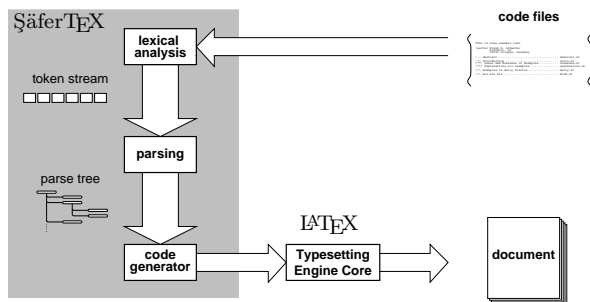 ŞäferTEX
code files
lexical
analysis
token stream
parsing
parse tree
LATEX
code
generator
Typesetting
Engine Core
document